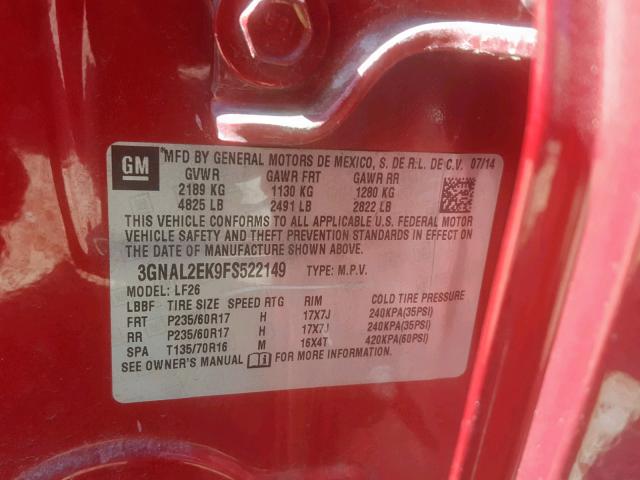 GM
MFD BY GENERAL MOTORS DE MEXICO, S. DE R.L. DE C.V. 07/14
GVWR GAWR FRT GAWR RR
2189 KG 1130 KG 1280 KG
4825 LB 2491 LB 2822 LB
THIS VEHICLE CONFORMS TO ALL APPLICABLE U.S. FEDERAL MOTOR
VEHICLE SAFETY AND THEFT PREVENTION STANDARDS IN EFFECT ON
THE DATE OF MANUFACTURE SHOWN ABOVE.
3GNAL2EK9FS522149 TYPE: M.P.V.
MODEL: LF26
LBBF TIRE SIZE SPEED RTG RIM COLD TIRE PRESSURE
FRT P235/60R17 H 17X7J 240KPA(35PSI)
RR P235/60R17 H 17X7J 240KPA(35PSI)
SPA T135/70R16 M 16X4T 420KPA(60PSI)
SEE OWNER'S MANUAL FOR MORE INFORMATION.